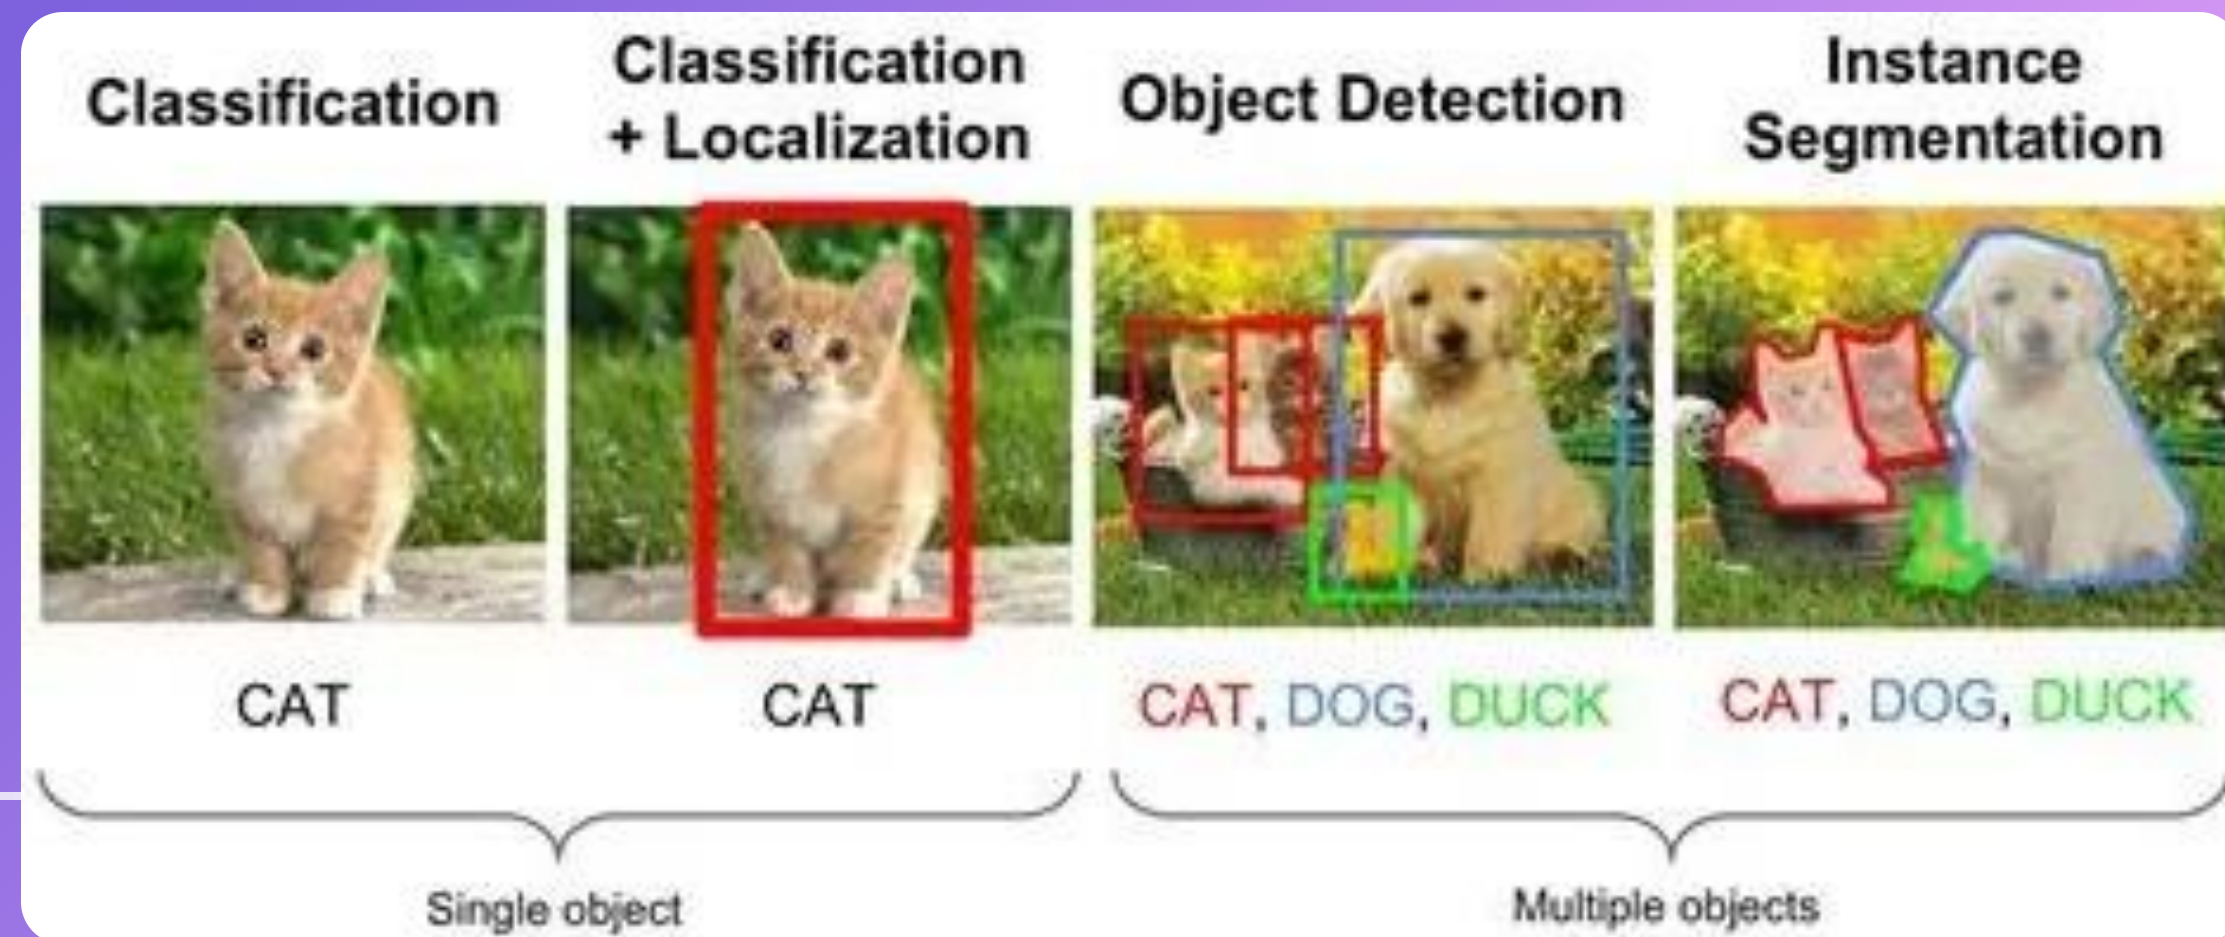 Classification
Classification
+ Localization
Object Detection
Instance
Segmentation
CAT
CAT
CAT, DOG, DUCK
CAT, DOG, DUCK
Single object
Multiple objects